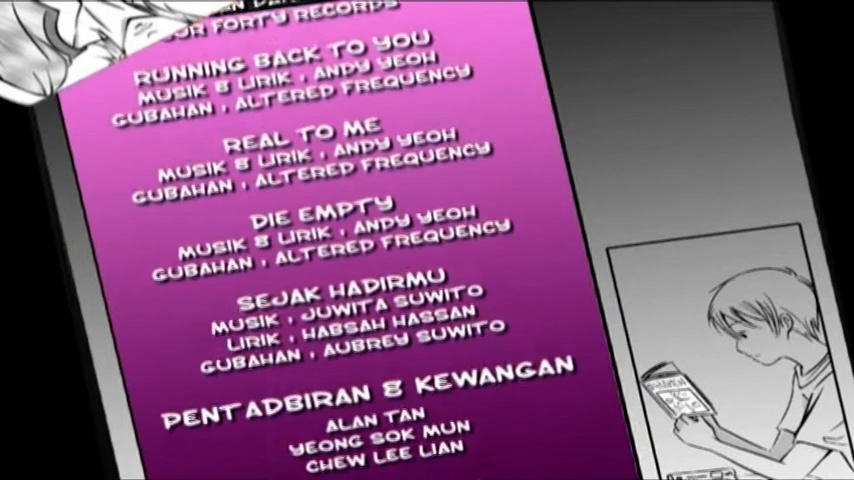 FORTY RECORDS
RUNNING BACK TO YOU
MUSIK & LIRIK , ANDY YEOH
GUBAHAN , ALTERED FREQUENCY
REAL TO ME
MUSIK & LIRIK , ANDY YEOH
GUBAHAN , ALTERED FREQUENCY
DIE EMPTY
MUSIK & LIRIK , ANDY YEOH
GUBAHAN , ALTERED FREQUENCY
SEJAK HADIRMU
MUSIK , JUWITA SUWITO
LIRIK , HABSAH HASSAN
GUBAHAN , AUBREY SUWITO
PENTADBIRAN & KEWANGAN
ALAN TAN
YEONG SOK MUN
CHEW LEE LIAN